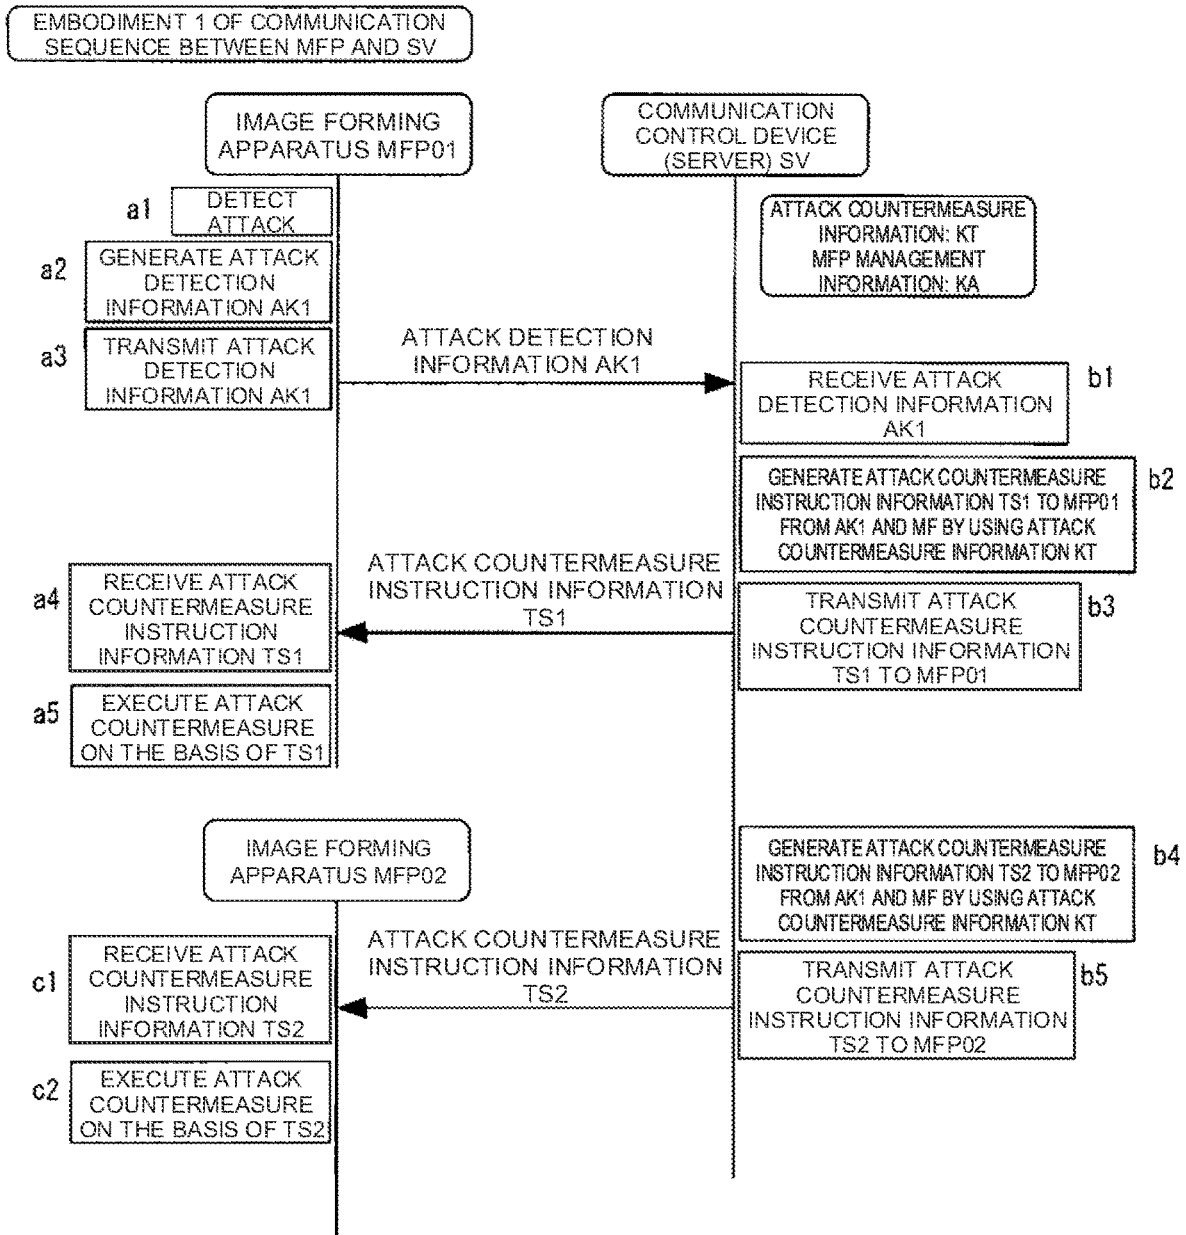 EMBODIMENT 1 OF COMMUNICATION
SEQUENCE BETWEEN MFP AND SV
IMAGE FORMING
APPARATUS MFP01
COMMUNICATION
CONTROL DEVICE
(SERVER) SV
a1
DETECT
ATTACK
ATTACK COUNTERMEASURE
INFORMATION: KT
MFP MANAGEMENT
INFORMATION: KA
a2
GENERATE ATTACK
DETECTION
INFORMATION AK1
a3
TRANSMIT ATTACK
DETECTION
INFORMATION AK1
ATTACK DETECTION
INFORMATION AK1
RECEIVE ATTACK
DETECTION INFORMATION
AK1
b1
GENERATE ATTACK COUNTERMEASURE
INSTRUCTION INFORMATION TS1 TO MFP01
FROM AK1 AND MF BY USING ATTACK
COUNTERMEASURE INFORMATION KT
b2
ATTACK COUNTERMEASURE
INSTRUCTION INFORMATION
TS1
a4
RECEIVE ATTACK
COUNTERMEASURE
INSTRUCTION
INFORMATION TS1
TRANSMIT ATTACK
COUNTERMEASURE
INSTRUCTION INFORMATION
TS1 TO MFP01
b3
a5
EXECUTE ATTACK
COUNTERMEASURE
ON THE BASIS OF TS1
IMAGE FORMING
APPARATUS MFP02
GENERATE ATTACK COUNTERMEASURE
INSTRUCTION INFORMATION TS2 TO MFP02
FROM AK1 AND MF BY USING ATTACK
COUNTERMEASURE INFORMATION KT
b4
ATTACK COUNTERMEASURE
INSTRUCTION INFORMATION
TS2
c1
RECEIVE ATTACK
COUNTERMEASURE
INSTRUCTION
INFORMATION TS2
TRANSMIT ATTACK
COUNTERMEASURE
INSTRUCTION INFORMATION
TS2 TO MFP02
b5
c2
EXECUTE ATTACK
COUNTERMEASURE
ON THE BASIS OF TS2